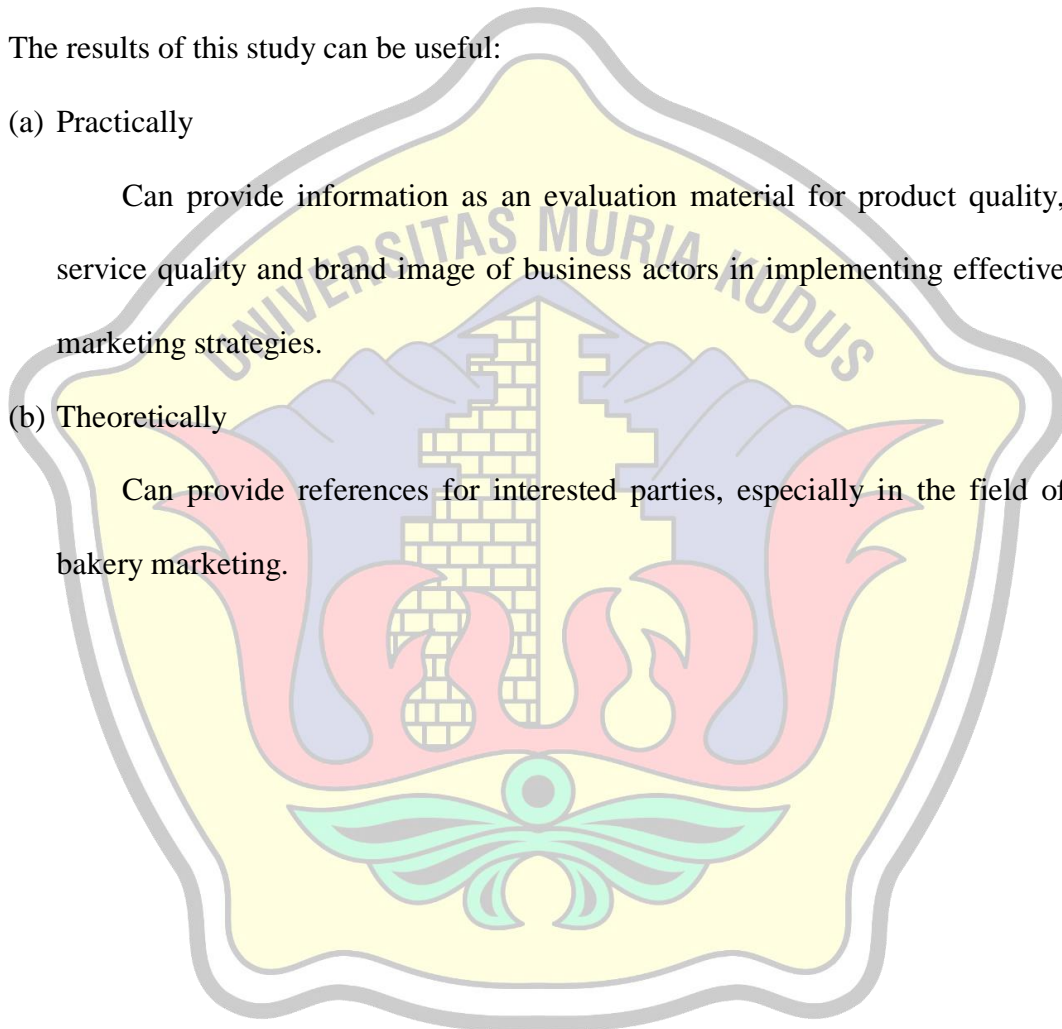 The results of this study can be useful:
(a) Practically
Can provide information as an evaluation material for product quality,
service quality and brand image of business actors in implementing effective
marketing strategies.
(b) Theoretically
Can provide references for interested parties, especially in the field of
bakery marketing.
UNIVERSITAS MURIA KUDUS